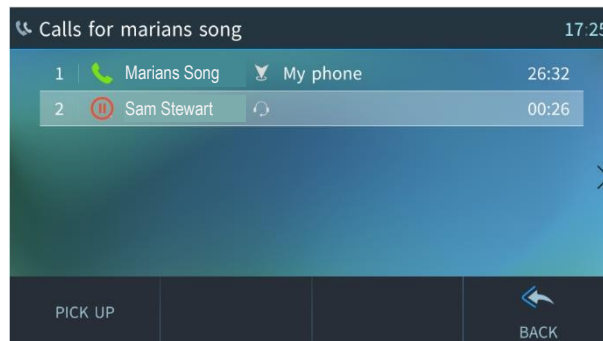 Calls for marians song 17:25
1 Marians Song My phone 26:32
2 Sam Stewart 00:26
PICK UP
BACK